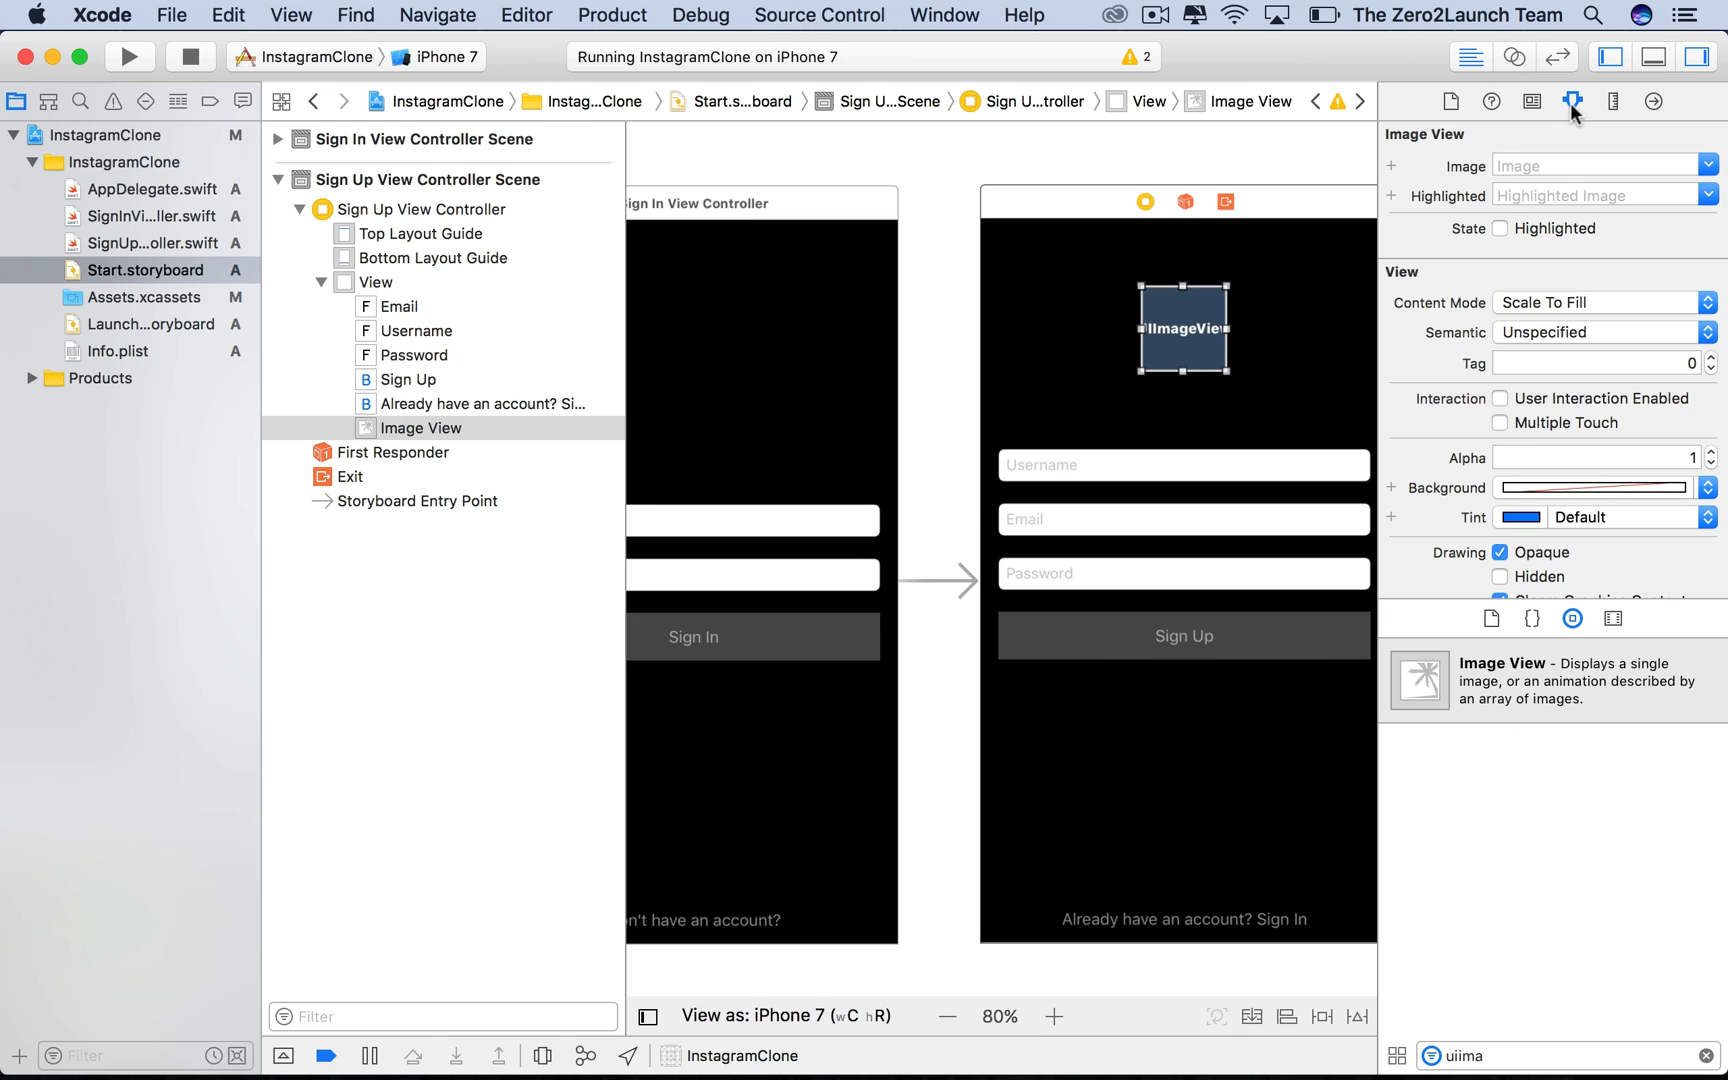 Xcode File Edit View Find Navigate Editor Product Debug Source Control Window Help The Zero2Launch Team
InstagramClone iPhone 7 Running InstagramClone on iPhone 7 2
InstagramClone Instag...Clone Start.s...board Sign U...Scene Sign U...troller View Image View
InstagramClone M
InstagramClone
AppDelegate.swift A
SignInVi...ller.swift A
SignUp...oller.swift A
Start.storyboard A
Assets.xcassets M
Launch...oryboard A
Info.plist A
Products
Filter
Sign In View Controller Scene
Sign Up View Controller Scene
Sign Up View Controller
Top Layout Guide
Bottom Layout Guide
View
F Email
F Username
F Password
B Sign Up
B Already have an account? Si...
Image View
First Responder
Exit
Storyboard Entry Point
Filter
ign In View Controller
Sign In
n't have an account?
IImageVie
Username
Email
Password
Sign Up
Already have an account? Sign In
View as: iPhone 7 (wC hR) — 80% +
InstagramClone
Image View
Image Image
Highlighted Highlighted Image
State Highlighted
View
Content Mode Scale To Fill
Semantic Unspecified
Tag 0
Interaction User Interaction Enabled
Multiple Touch
Alpha 1
Background
Tint Default
Drawing Opaque
Hidden
Image View - Displays a single
image, or an animation described by
an array of images.
uiima